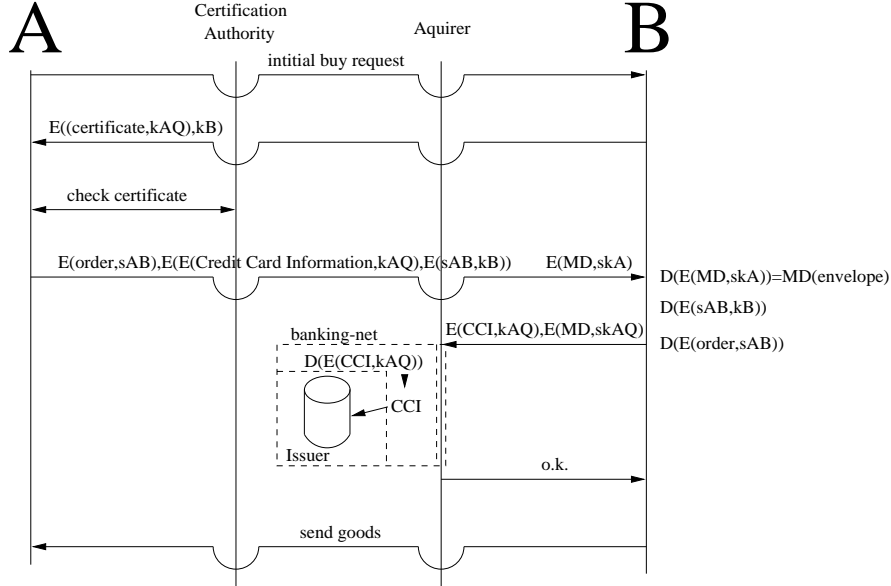 A
Certification
Authority
Aquirer
B
intitial buy request
E((certificate,kAQ),kB)
check certificate
E(order,sAB),E(E(Credit Card Information,kAQ),E(sAB,kB))
E(MD,skA)
D(E(MD,skA))=MD(envelope)
D(E(sAB,kB))
E(CCI,kAQ),E(MD,skAQ)
D(E(order,sAB))
banking-net
D(E(CCI,kAQ))
CCI
Issuer
o.k.
send goods